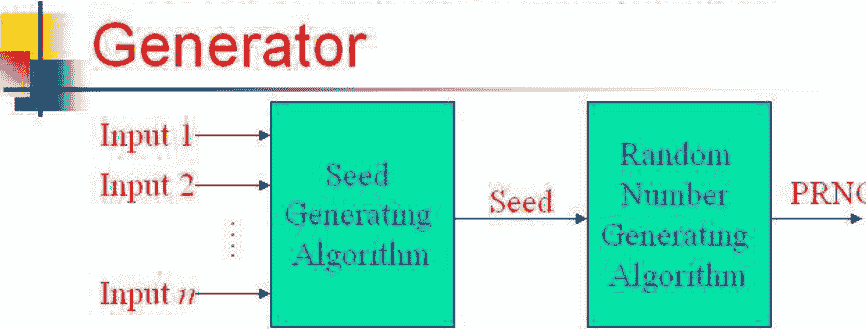 Generator
Input 1
Input 2
Input n
Seed
Generating
Algorithm
Seed
Random
Number
Generating
Algorithm
PRNG